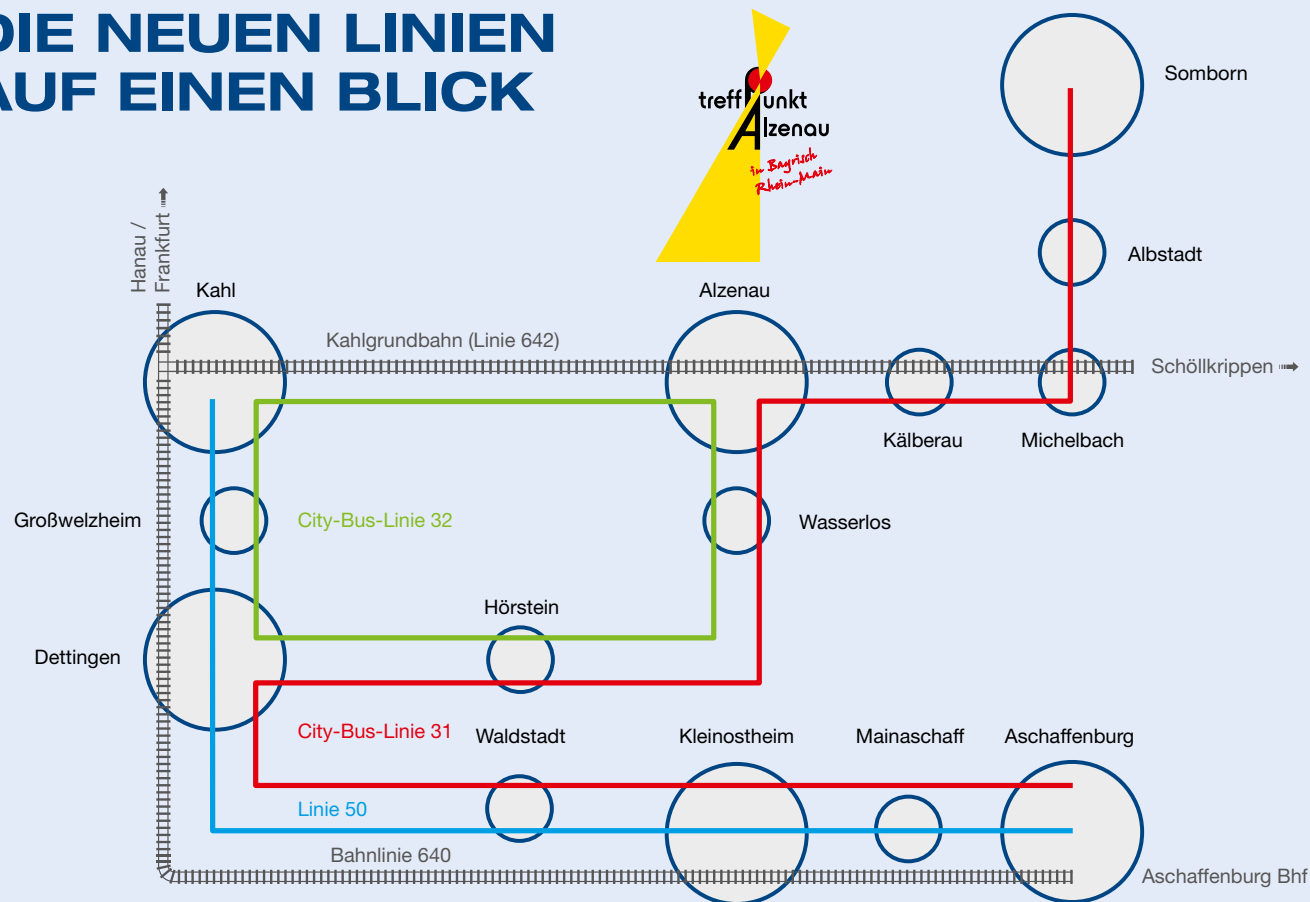 DIE NEUEN LINIEN
AUF EINEN BLICK
treffPunkt
Alzenau
in Bayrisch
Rhein-Main
Somborn
Albstadt
Hanau /
Frankfurt
Kahl
Alzenau
Kahlgrundbahn (Linie 642)
Schöllkrippen
Kälberau
Michelbach
Großwelzheim
City-Bus-Linie 32
Wasserlos
Hörstein
Dettingen
City-Bus-Linie 31
Waldstadt
Kleinostheim
Mainaschaff
Aschaffenburg
Linie 50
Bahnlinie 640
Aschaffenburg Bhf